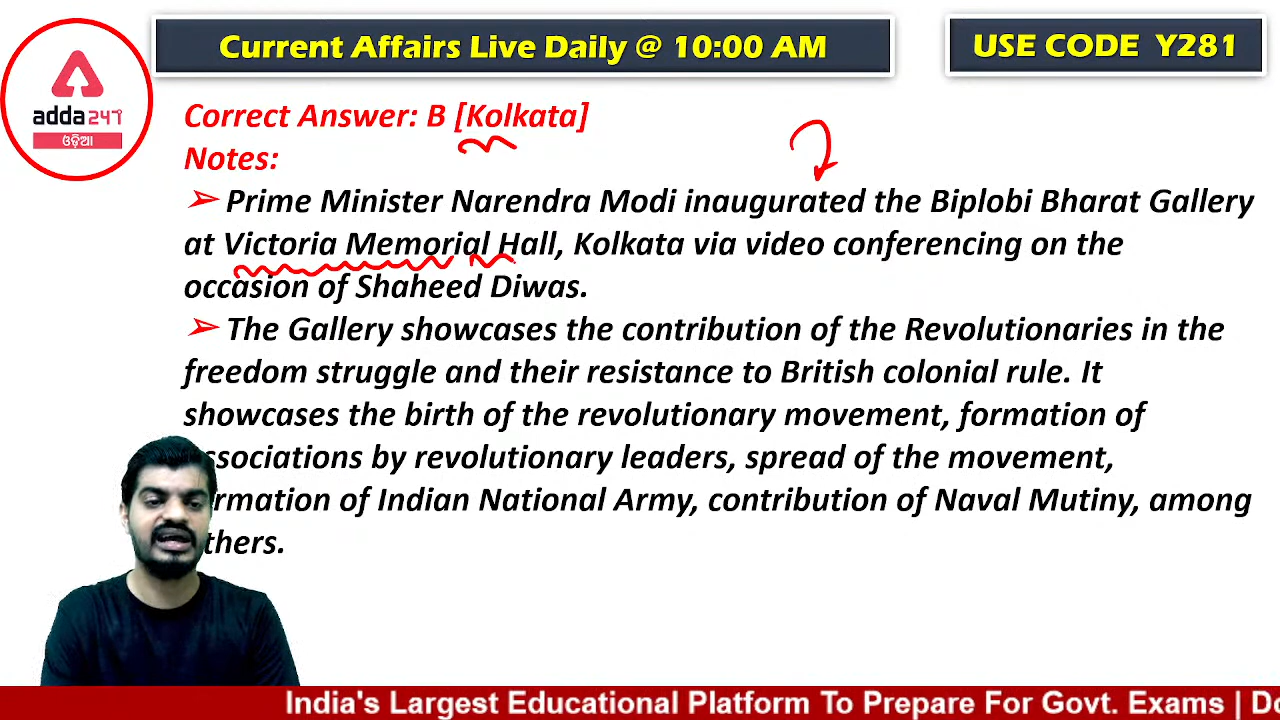 Current Affairs Live Daily @ 10:00 AM
USE CODE Y281
adda247
ଓଡ଼ିଆ
Correct Answer: B [Kolkata]
Notes:
➢ Prime Minister Narendra Modi inaugurated the Biplobi Bharat Gallery
at Victoria Memorial Hall, Kolkata via video conferencing on the
occasion of Shaheed Diwas.
➢ The Gallery showcases the contribution of the Revolutionaries in the
freedom struggle and their resistance to British colonial rule. It
showcases the birth of the revolutionary movement, formation of
ssociations by revolutionary leaders, spread of the movement,
rmation of Indian National Army, contribution of Naval Mutiny, among
thers.
India's Largest Educational Platform To Prepare For Govt. Exams |